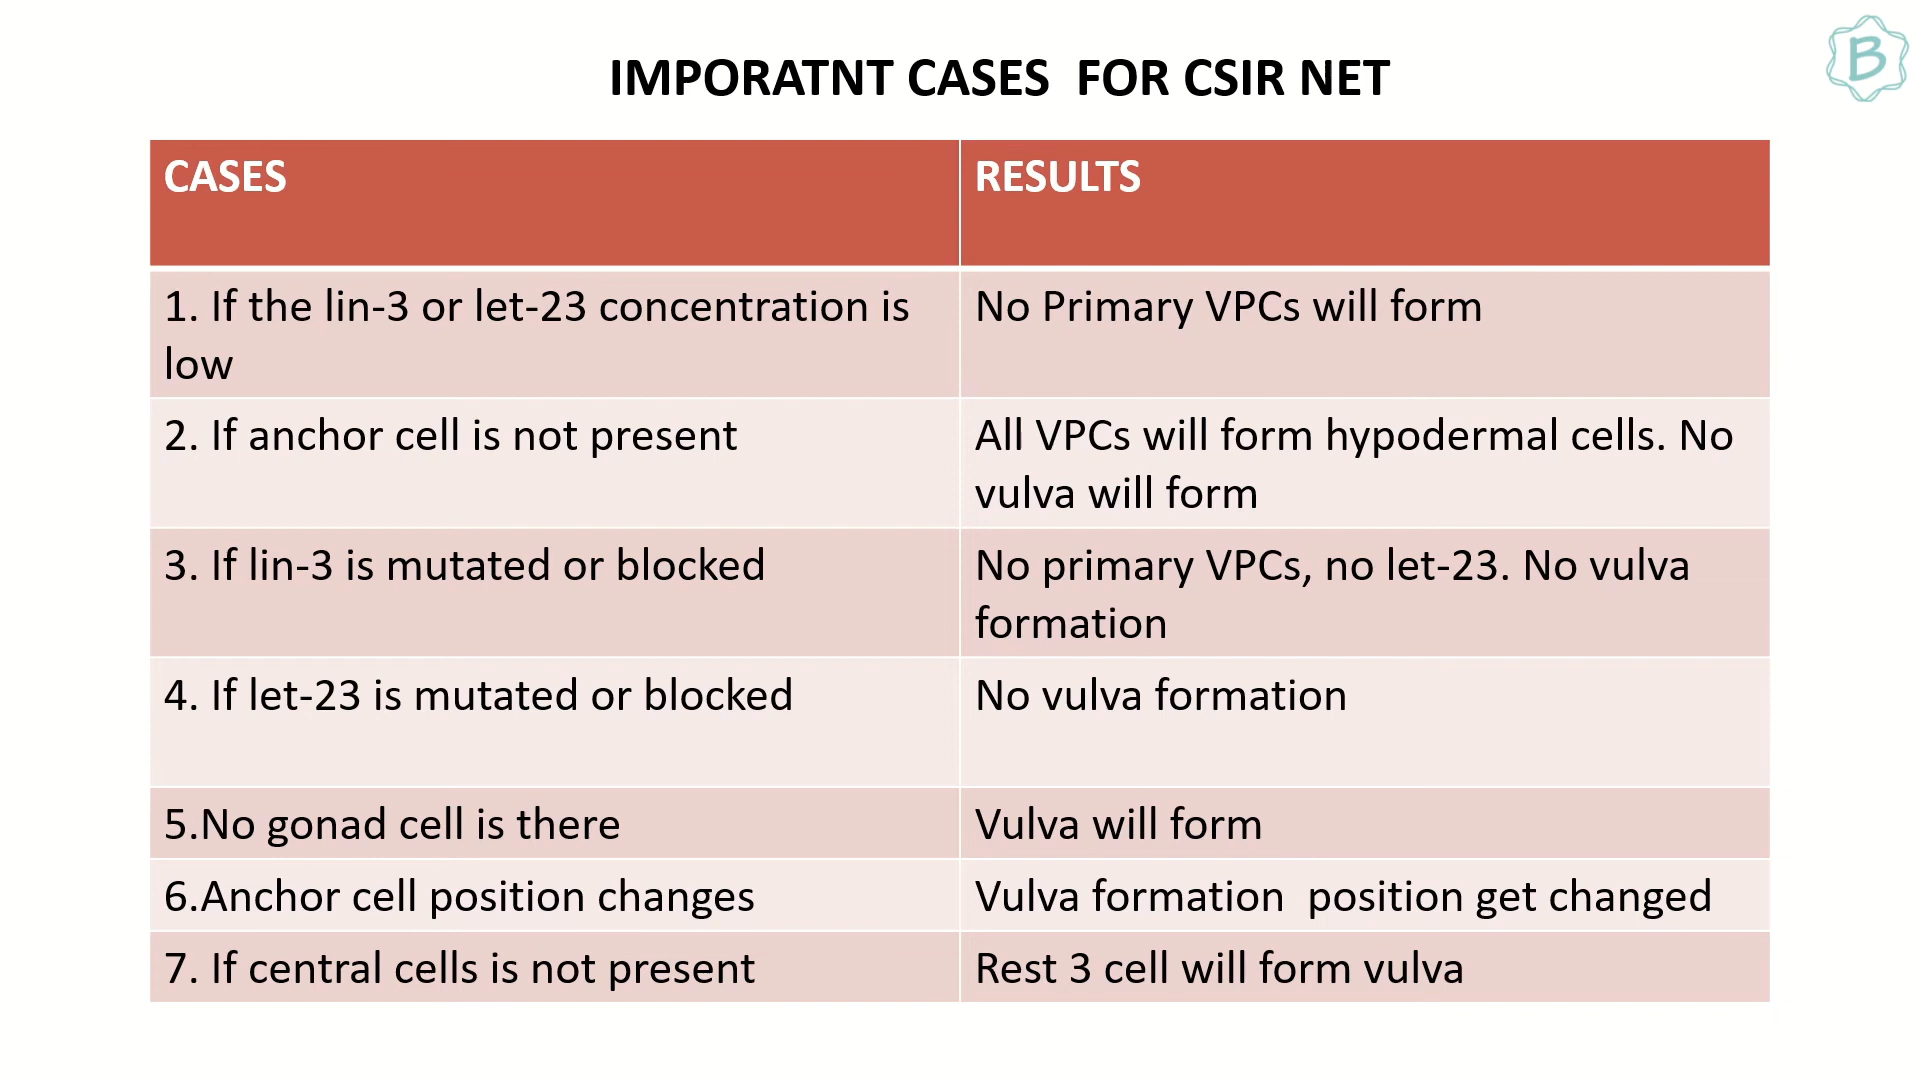 B
IMPORATNT CASES  FOR CSIR NET
CASES
RESULTS
1. If the lin-3 or let-23 concentration is
low
No Primary VPCs will form
2. If anchor cell is not present
All VPCs will form hypodermal cells. No
vulva will form
3. If lin-3 is mutated or blocked
No primary VPCs, no let-23. No vulva
formation
4. If let-23 is mutated or blocked
No vulva formation
5.No gonad cell is there
Vulva will form
6.Anchor cell position changes
Vulva formation  position get changed
7. If central cells is not present
Rest 3 cell will form vulva